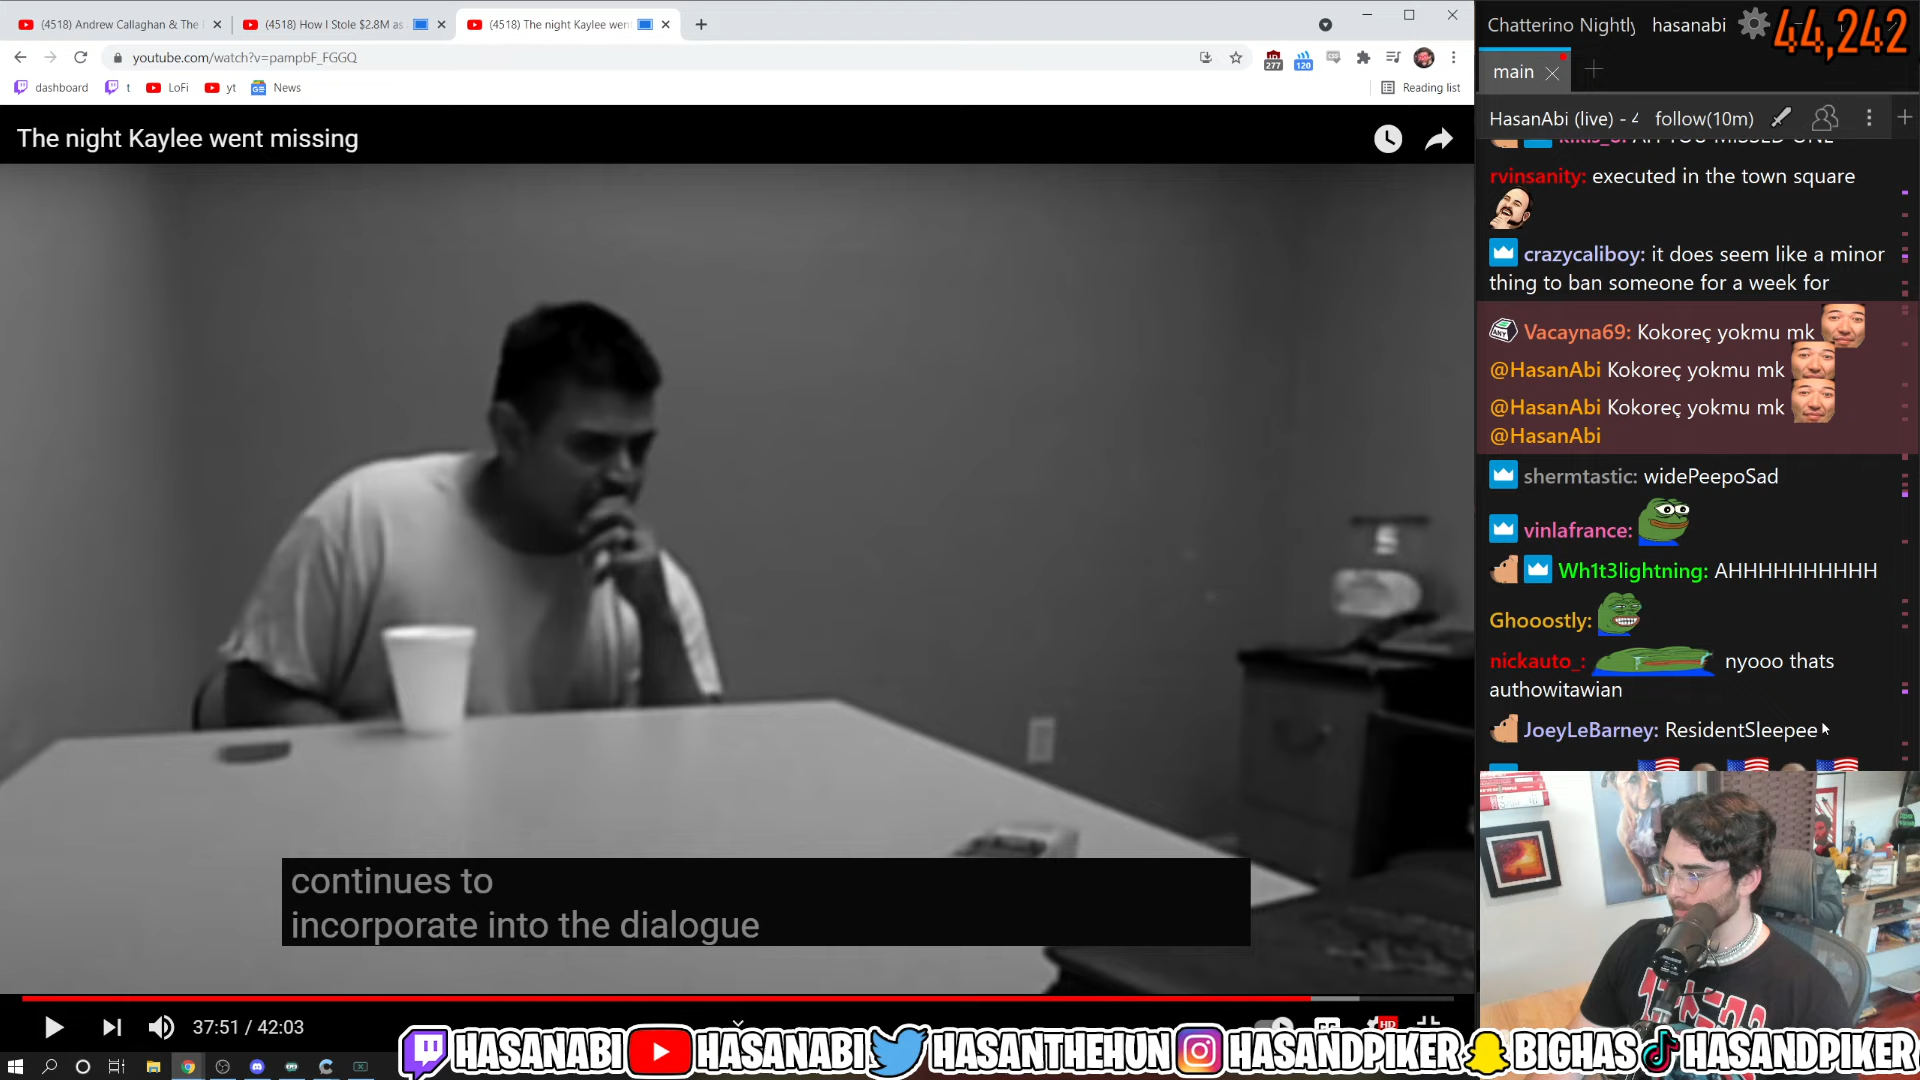 (4518) Andrew Callaghan & The
(4518) How I Stole $2.8M as
(4518) The night Kaylee went
youtube.com/watch?v=pampbF_FGGQ
277
120
dashboard
t
LoFi
yt
News
Reading list
The night Kaylee went missing
continues to
incorporate into the dialogue
37:51 / 42:03
HD
HASANABI
HASANABI
HASANTHEHUN
HASANDPIKER
BIGHAS
HASANDPIKER
Chatterino Nightly
hasanabi
44,242
main
HasanAbi (live) - 4
follow(10m)
rvinsanity: executed in the town square
crazycaliboy: it does seem like a minor
thing to ban someone for a week for
Vacayna69: Kokoreç yokmu mk
@HasanAbi Kokoreç yokmu mk
@HasanAbi Kokoreç yokmu mk
@HasanAbi
shermtastic: widePeepoSad
vinlafrance:
Wh1t3lightning: AHHHHHHHHHH
Ghooostly:
nickauto_: nyooo thats
authowitawian
JoeyLeBarney: ResidentSleepee